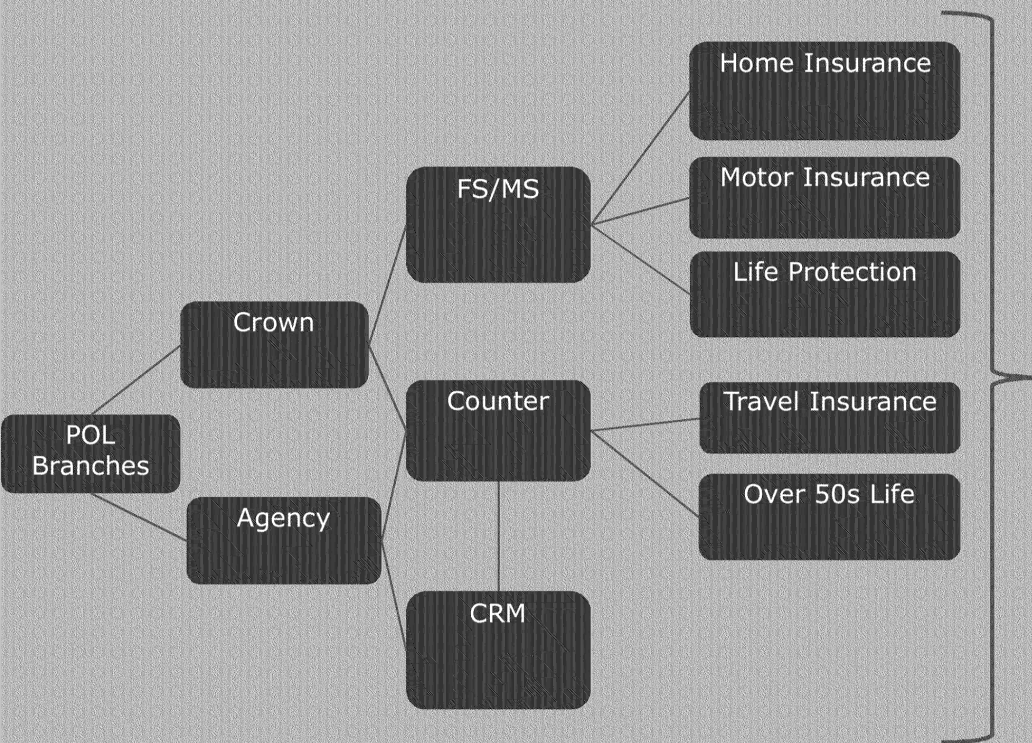 Home Insurance
Motor Insurance
FS/MS
Life Protection
Crown
Counter
Travel Insurance
POL
Branches
Over 50s Life
Agency
CRM